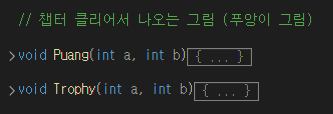 // 챕터 클리어서 나오는 그림 (푸앙이 그림)
void Puang(int a, int b){ ... }
void Trophy(int a, int b){ ... }